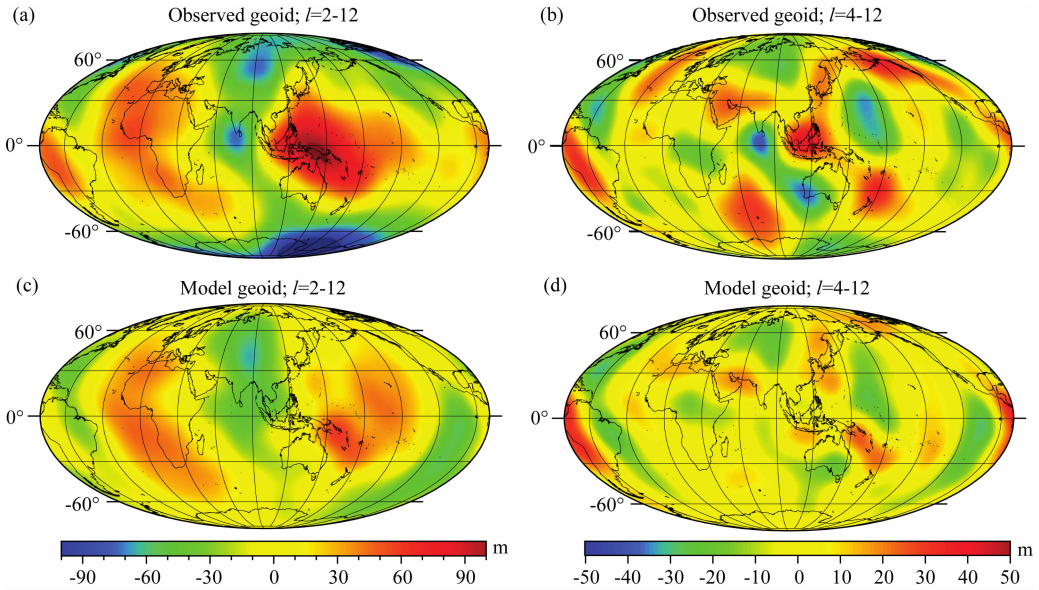 (a) Observed geoid; l=2-12
(b) Observed geoid; l=4-12
60°
0°
-60°
60°
0°
-60°
(c) Model geoid; l=2-12
(d) Model geoid; l=4-12
60°
0°
-60°
60°
0°
-60°
m
-90 -60 -30 0 30 60 90
m
-50 -40 -30 -20 -10 0 10 20 30 40 50